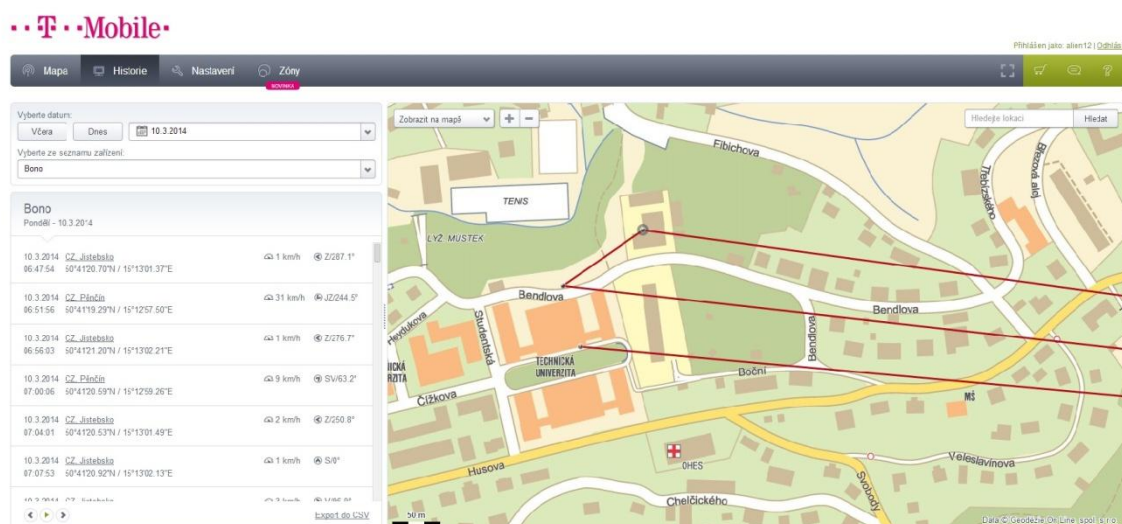 T Mobile
Přihlášen jako: alien12 | Odhlás
Mapa Historie Nastavení Zóny
NOVINKA
Vyberte datum:
Včera Dnes 10.3.2014
Vyberte ze seznamu zařízení:
Bono
Bono
Pondělí - 10.3.2014
10.3.2014 CZ, Jistebsko 1 km/h Z/287.1°
06:47:54 50°41'20.70"N / 15°13'01.37"E
10.3.2014 CZ, Pěnčín 31 km/h JZ/244.5°
06:51:56 50°41'19.29"N / 15°12'57.50"E
10.3.2014 CZ, Jistebsko 1 km/h Z/276.7°
06:56:03 50°41'21.20"N / 15°13'02.21"E
10.3.2014 CZ, Pěnčín 9 km/h SV/63.2°
07:00:06 50°41'20.59"N / 15°12'59.26"E
10.3.2014 CZ, Jistebsko 2 km/h Z/250.8°
07:04:01 50°41'20.53"N / 15°13'01.49"E
10.3.2014 CZ, Jistebsko 1 km/h S/0°
07:07:53 50°41'20.92"N / 15°13'02.13"E
Export do CSV
Zobrazit na mapě + -
Hledejte lokaci Hledat
Fibichova
Třebízského
Březová alej
TENIS
LYŽ. MŮSTEK
Bendlova
Bendlova
Bendlova
Heydukova
Studentská
TECHNICKÁ
UNIVERZITA
Boční
Čížkova
MŠ
Husova
OHES
Veleslavínova
Svobody
Chelčického
50 m
Data © Geodézie On Line, spol. s r.o.